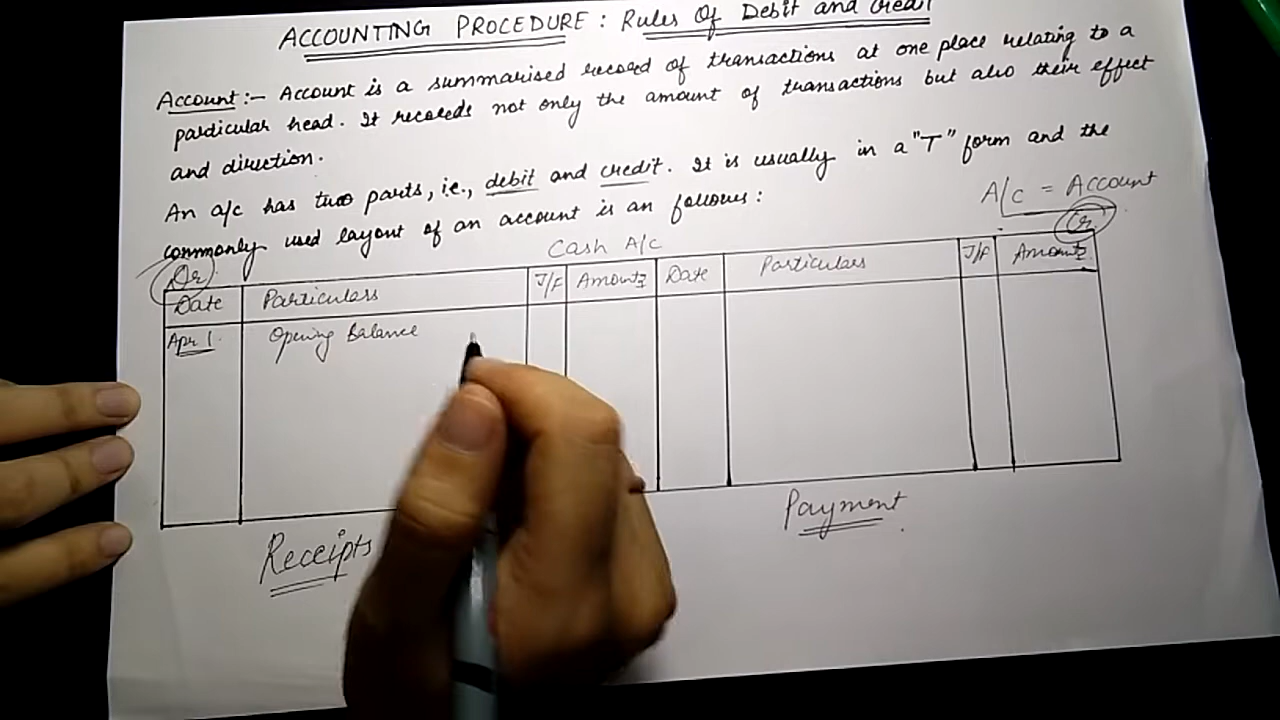 ACCOUNTING PROCEDURE : Rules Of Debit and Credit
Account :- Account is a summarised record of transactions at one place relating to a
particular head. It records not only the amount of transactions but also their effect
and direction.
An a/c has two parts, i.e., debit and credit. It is usually in a "T" form and the
commonly used layout of an account is an follows :
A/c = Account
Dr Cash A/C Cr
Date Particulars J/F Amount₹ Date Particulars J/F Amount₹
Apr 1. Opening Balance
Receipts Payment